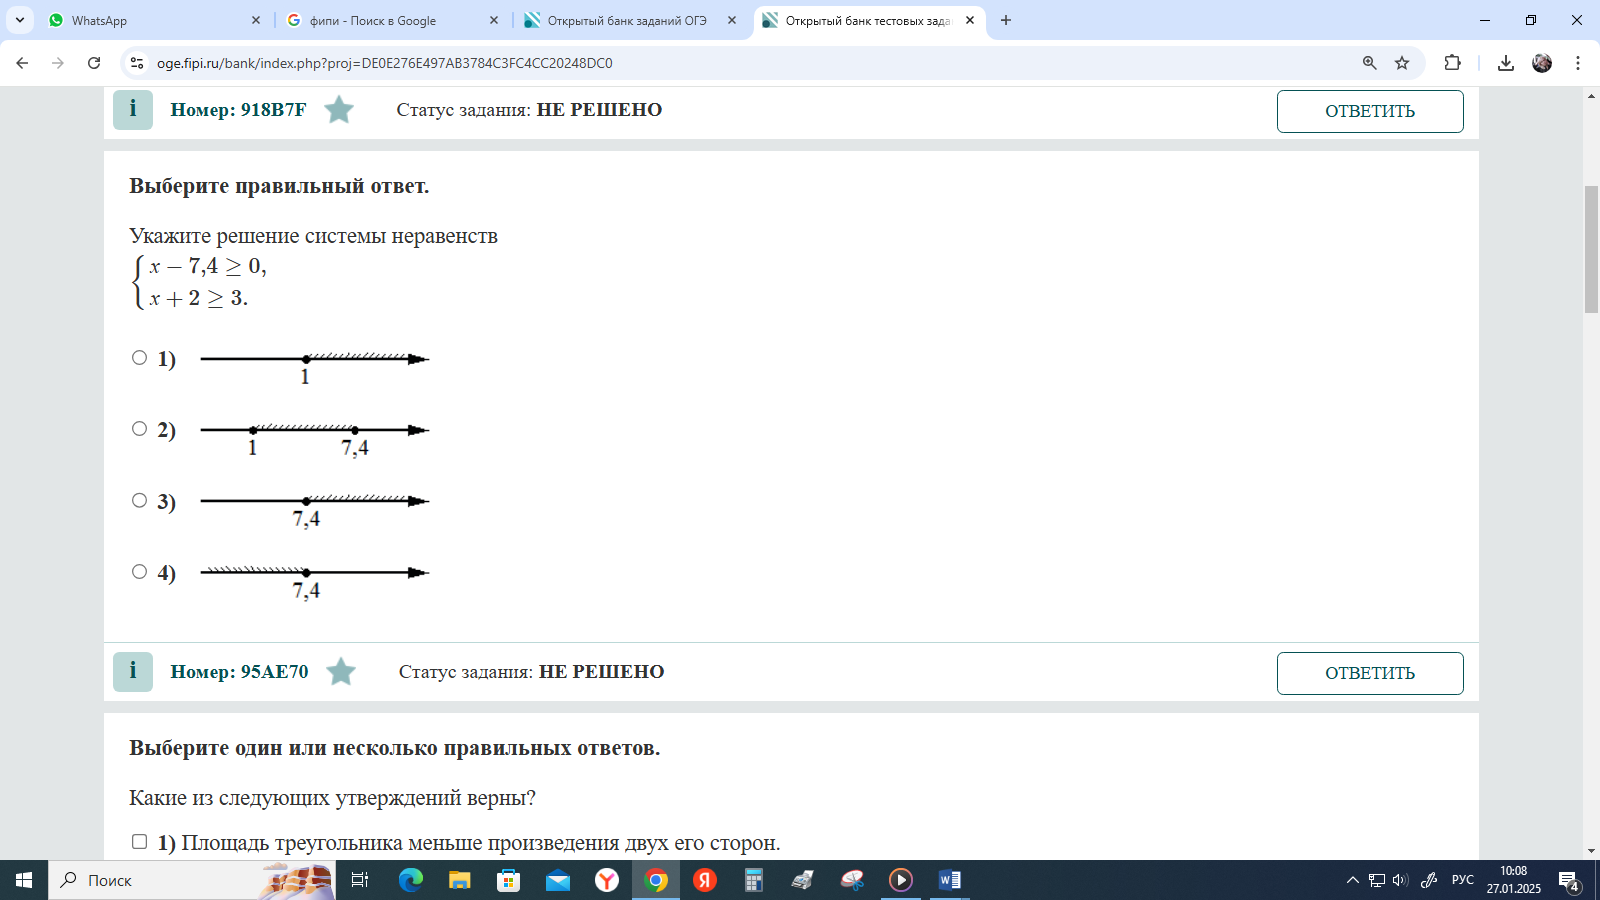 WhatsApp
фипи - Поиск в Google
Открытый банк заданий ОГЭ
Открытый банк тестовых зада
oge.fipi.ru/bank/index.php?proj=DE0E276E497AB3784C3FC4CC20248DC0
i Номер: 918B7F Статус задания: НЕ РЕШЕНО ОТВЕТИТЬ
Выберите правильный ответ.
Укажите решение системы неравенств
x − 7,4 ≥ 0,
x + 2 ≥ 3.
1)
1
2)
1 7,4
3)
7,4
4)
7,4
i Номер: 95AE70 Статус задания: НЕ РЕШЕНО ОТВЕТИТЬ
Выберите один или несколько правильных ответов.
Какие из следующих утверждений верны?
1) Площадь треугольника меньше произведения двух его сторон.
Поиск
РУС
10:08
27.01.2025
4